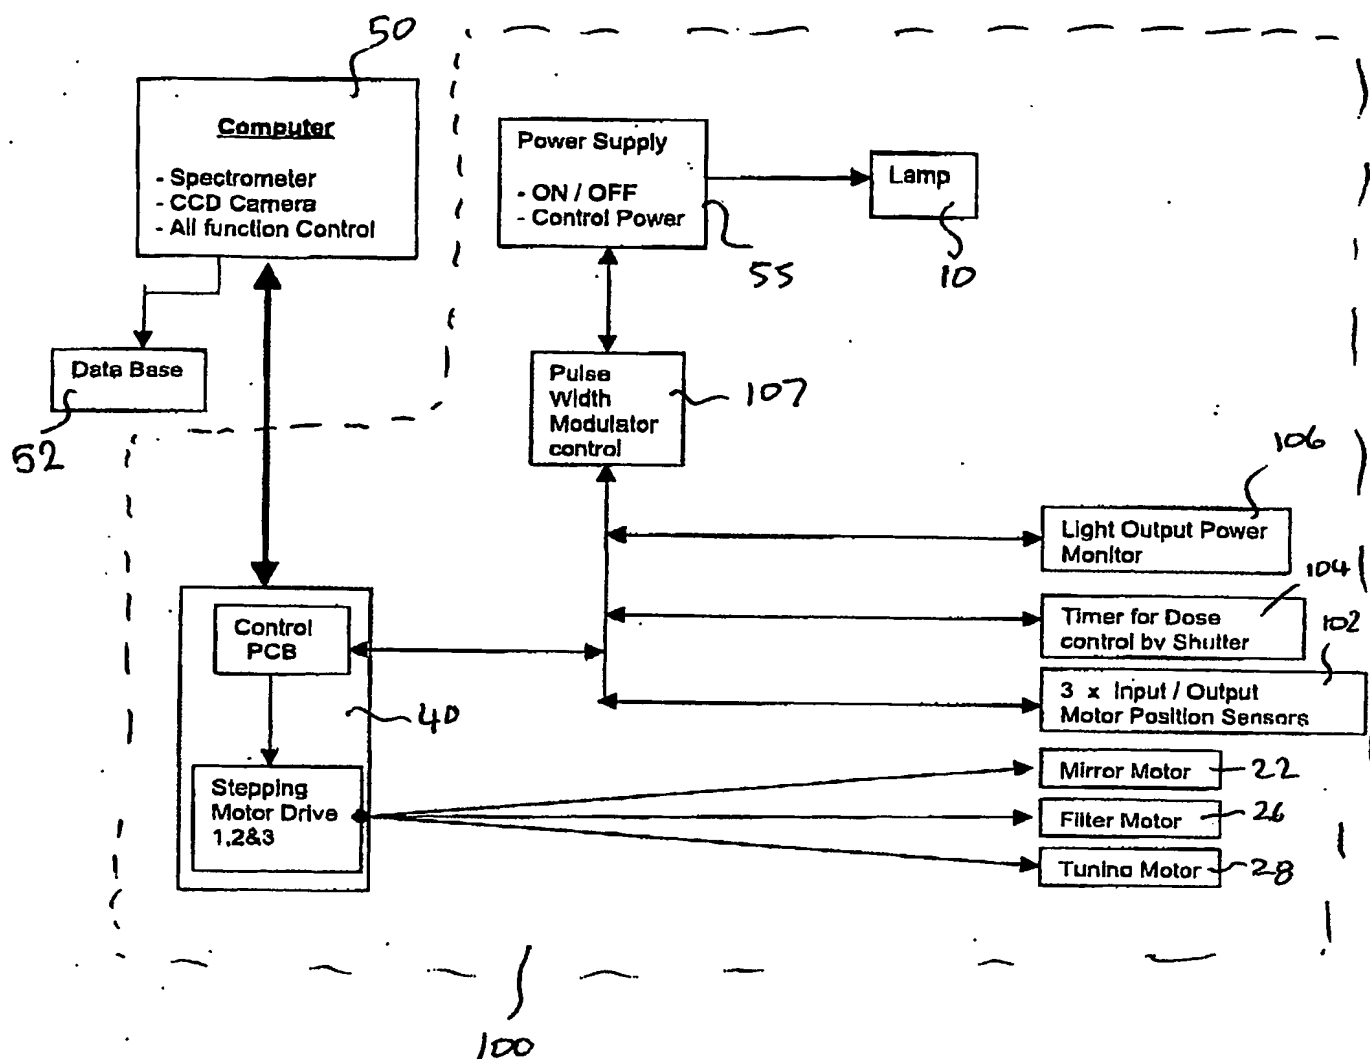 50
Computer
- Spectrometer
- CCD Camera
- All function Control
Data Base
52
Power Supply
- ON / OFF
- Control Power
55
Lamp
10
Pulse
Width
Modulator
control
107
106
Light Output Power
Monitor
104
Timer for Dose
control by Shutter
102
3 x Input / Output
Motor Position Sensors
Control
PCB
40
Stepping
Motor Drive
1,2&3
Mirror Motor
22
Filter Motor
26
Tuning Motor
28
100